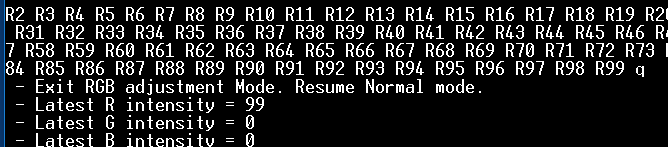 R2 R3 R4 R5 R6 R7 R8 R9 R10 R11 R12 R13 R14 R15 R16 R17 R18 R19
R31 R32 R33 R34 R35 R36 R37 R38 R39 R40 R41 R42 R43 R44 R45 R46
7 R58 R59 R60 R61 R62 R63 R64 R65 R66 R67 R68 R69 R70 R71 R72 R73
84 R85 R86 R87 R88 R89 R90 R91 R92 R93 R94 R95 R96 R97 R98 R99 q
- Exit RGB adjustment Mode. Resume Normal mode.
- Latest R intensity = 99
- Latest G intensity = 0
- Latest B intensity = 0